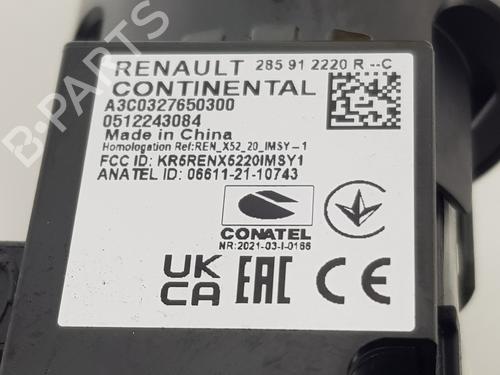 RENAULT 285 91 2220 R --C
CONTINENTAL
A3C0327650300
0512243084
Made in China
Homologation Ref:REN_X52_20_IMSY-1
FCC ID: KR5RENX5220IMSY1
ANATEL ID: 06611-21-10743
CONATEL
NR:2021-03-I-0186
UK CA EAC CE
B-PARTS